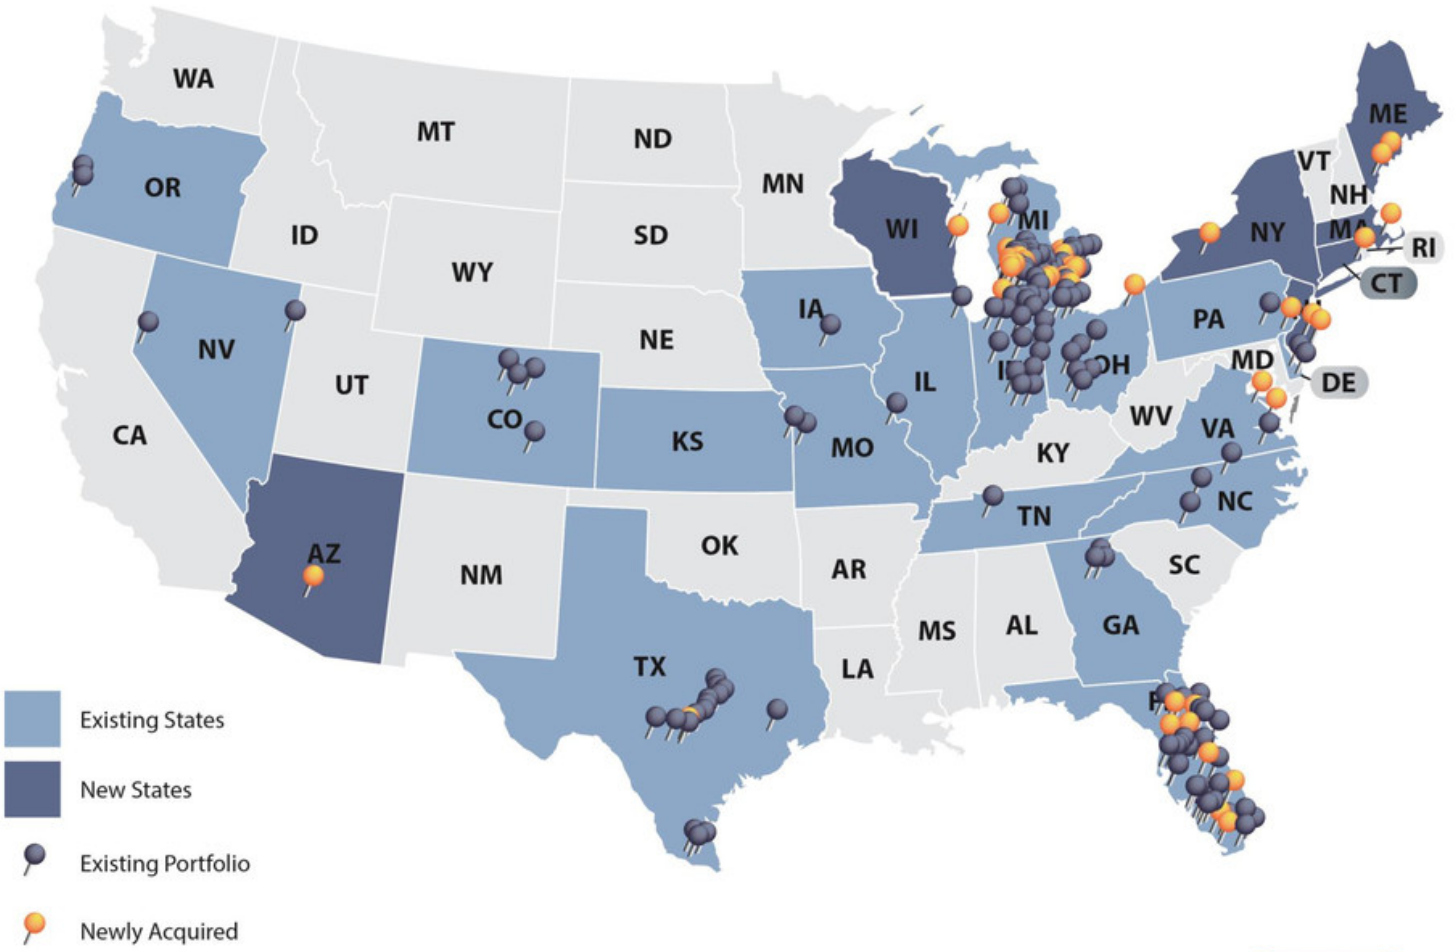 WA
MT
ND
MN
ME
VT
NH
OR
ID
SD
WI
MI
NY
MA
RI
WY
CT
IA
PA
NE
NV
UT
CO
IL
OH
MD
DE
CA
KS
MO
WV
VA
KY
AZ
NM
OK
TN
NC
AR
SC
MS
AL
GA
TX
LA
Existing States
New States
Existing Portfolio
Newly Acquired